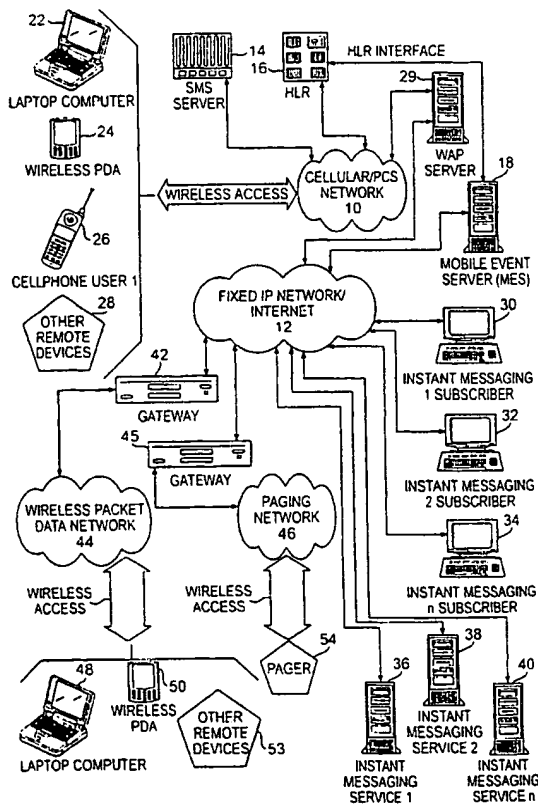 22
LAPTOP COMPUTER
24
WIRELESS PDA
26
CELLPHONE USER 1
28
OTHER
REMOTE
DEVICES
14
SMS
SERVER
16
HLR
HLR INTERFACE
29
WAP
SERVER
18
MOBILE EVENT
SERVER (MES)
WIRELESS ACCESS
CELLULAR/PCS
NETWORK
10
FIXED IP NETWORK/
INTERNET
12
30
INSTANT MESSAGING
1 SUBSCRIBER
32
INSTANT MESSAGING
2 SUBSCRIBER
34
INSTANT MESSAGING
n SUBSCRIBER
42
GATEWAY
45
GATEWAY
WIRELESS PACKET
DATA NETWORK
44
PAGING
NETWORK
46
WIRELESS
ACCESS
WIRELESS
ACCESS
48
LAPTOP COMPUTER
50
WIRELESS
PDA
OTHER
REMOTE
DEVICES
53
54
PAGER
36
INSTANT
MESSAGING
SERVICE 1
38
INSTANT
MESSAGING
SERVICE 2
40
INSTANT
MESSAGING
SERVICE n